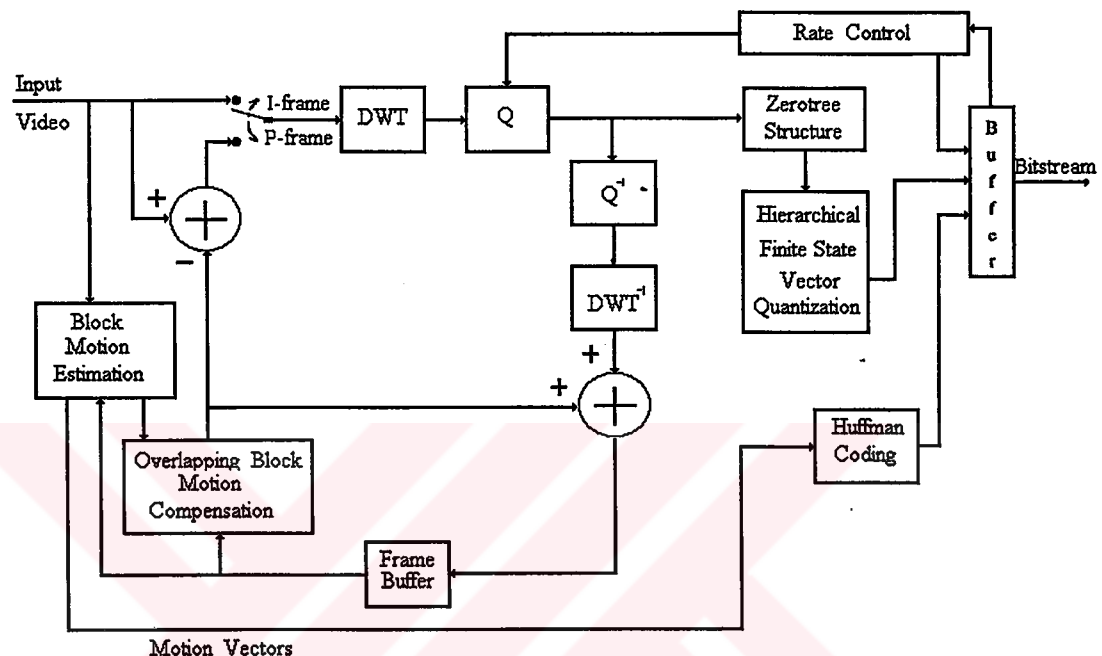 Rate Control
Input
Video
I-frame
P-frame
DWT
Q
Zerotree
Structure
B
u
f
f
e
r
Bitstream
+
Q⁻¹
Hierarchical
Finite State
Vector
Quantization
−
DWT⁻¹
Block
Motion
Estimation
+
+
Huffman
Coding
Overlapping Block
Motion
Compensation
Frame
Buffer
Motion Vectors